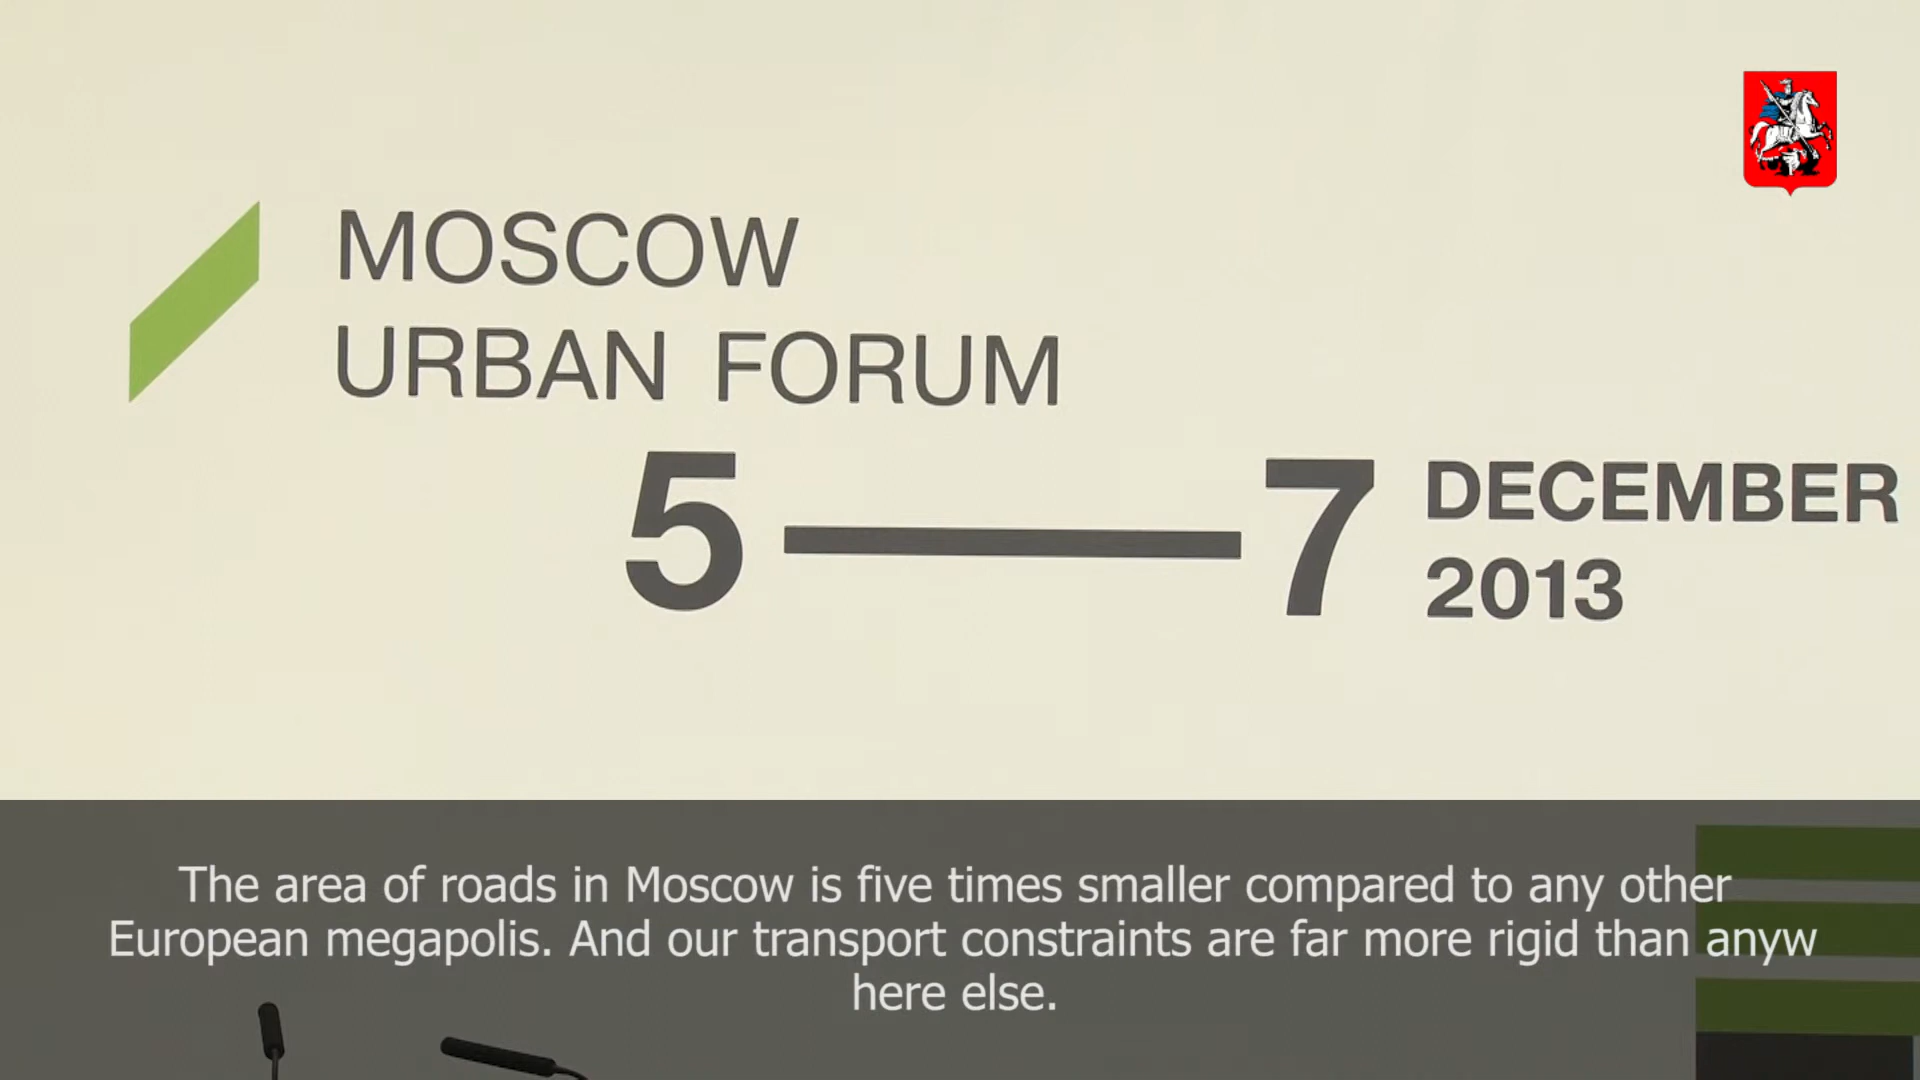 MOSCOW
URBAN FORUM
5 — 7 DECEMBER
2013
The area of roads in Moscow is five times smaller compared to any other
European megapolis. And our transport constraints are far more rigid than anyw
here else.